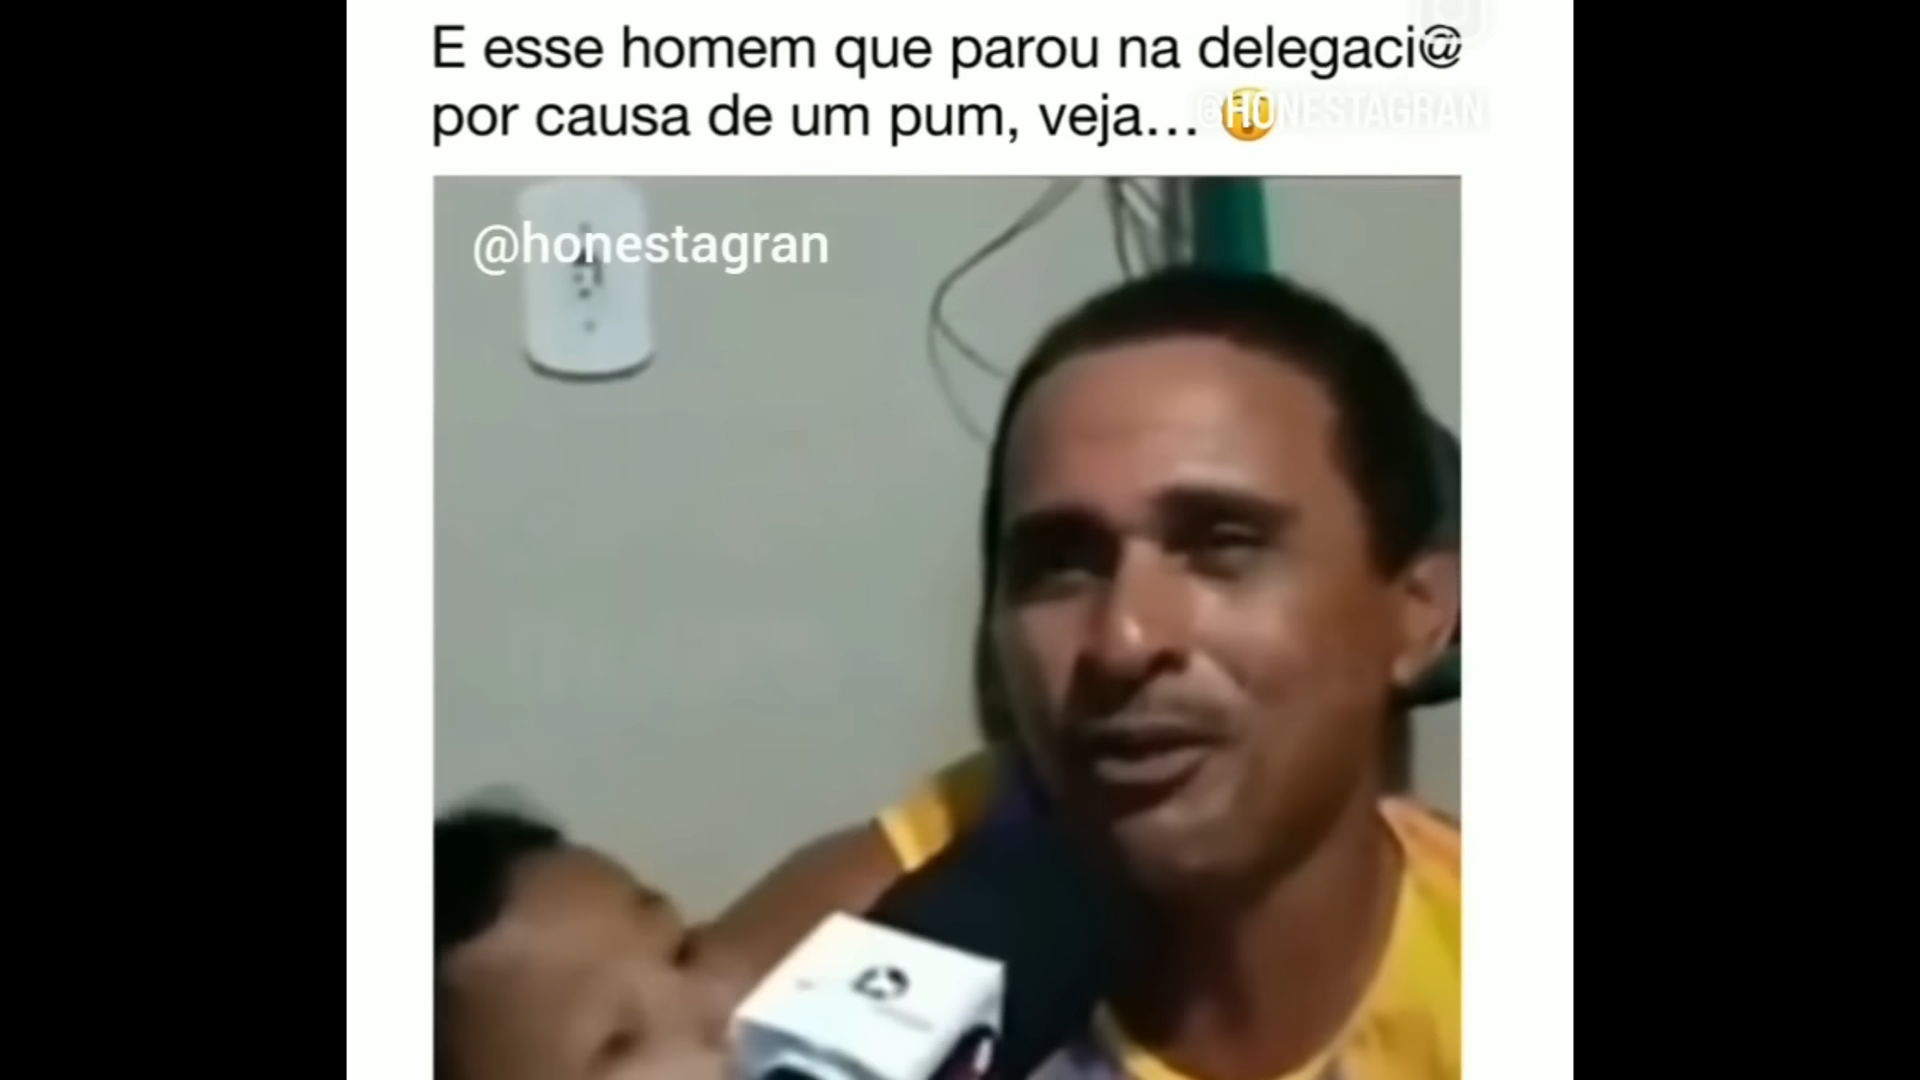 E esse homem que parou na delegaci@
por causa de um pum, veja...
@HONESTAGRAN
@honestagran